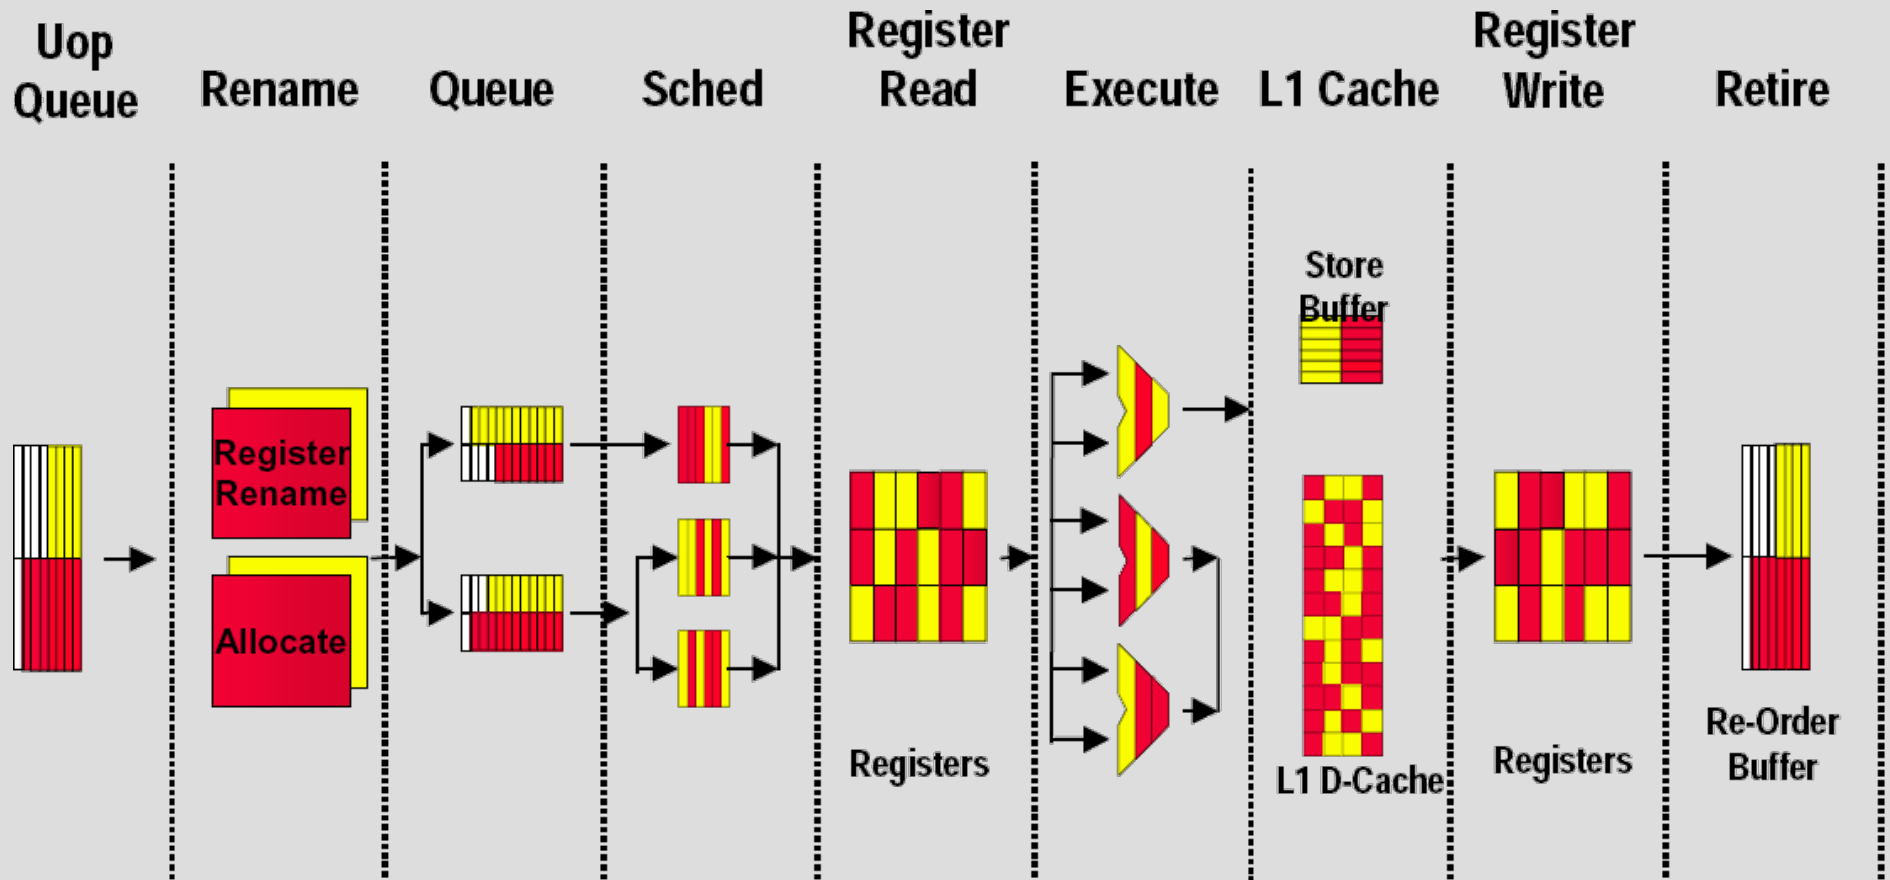 Uop
Queue
Rename
Queue
Sched
Register
Read
Execute
L1 Cache
Register
Write
Retire
Register
Rename
Allocate
Registers
Store
Buffer
L1 D-Cache
Registers
Re-Order
Buffer